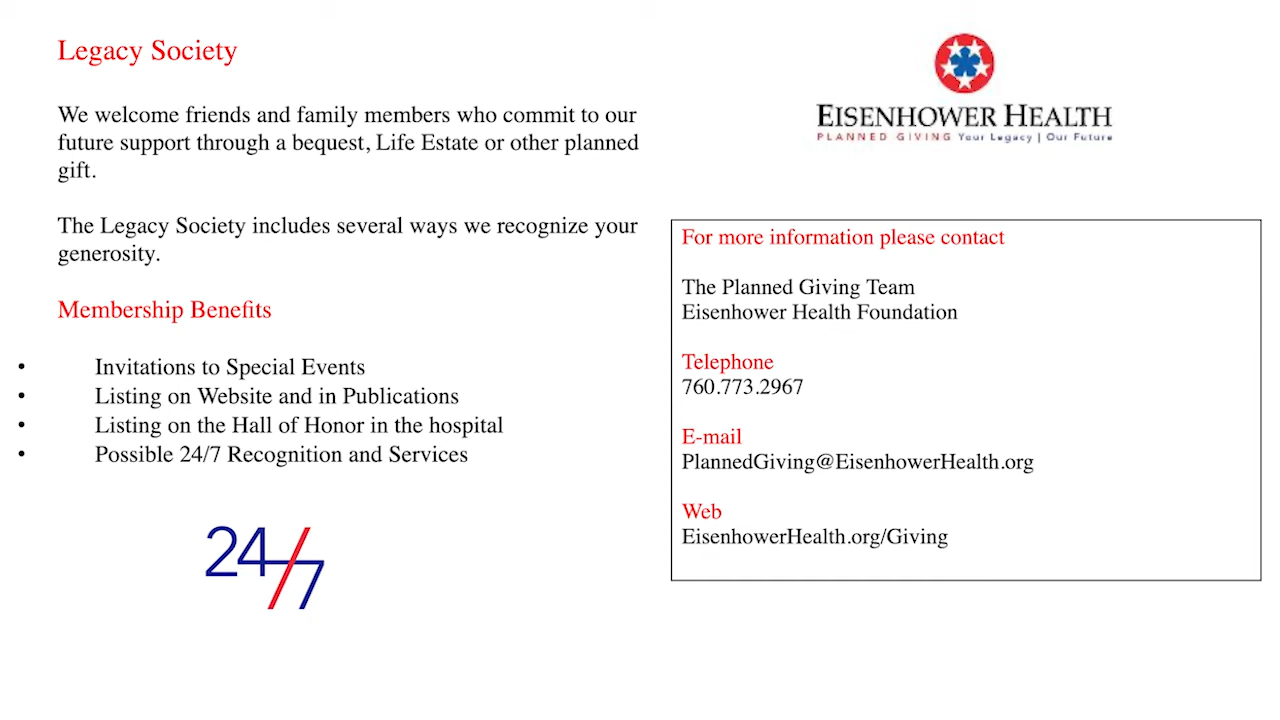 Legacy Society
We welcome friends and family members who commit to our
future support through a bequest, Life Estate or other planned
gift.
The Legacy Society includes several ways we recognize your
generosity.
Membership Benefits
• Invitations to Special Events
• Listing on Website and in Publications
• Listing on the Hall of Honor in the hospital
• Possible 24/7 Recognition and Services
24/7
EISENHOWER HEALTH
PLANNED GIVING Your Legacy | Our Future
For more information please contact
The Planned Giving Team
Eisenhower Health Foundation
Telephone
760.773.2967
E-mail
PlannedGiving@EisenhowerHealth.org
Web
EisenhowerHealth.org/Giving